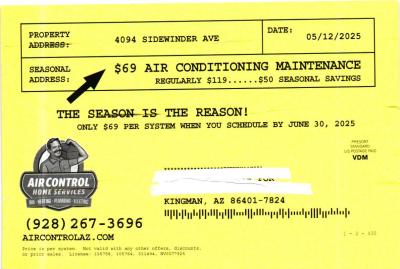 PROPERTY
ADDRESS:
4094 SIDEWINDER AVE
DATE:
05/12/2025
SEASONAL
ADDRESS:
$69 AIR CONDITIONING MAINTENANCE
REGULARLY $119......$50 SEASONAL SAVINGS
THE SEASON IS THE REASON!
ONLY $69 PER SYSTEM WHEN YOU SCHEDULE BY JUNE 30, 2025
PRESORT
STANDARD
US POSTAGE PAID
VDM
AIR CONTROL
HOME SERVICES
AIR • HEATING • PLUMBING • ELECTRIC
FOR
KINGMAN, AZ 86401-7824
(928) 267-3696
AIRCONTROLAZ.COM
Price is per system. Not valid with any other offers, discounts,
or sales.